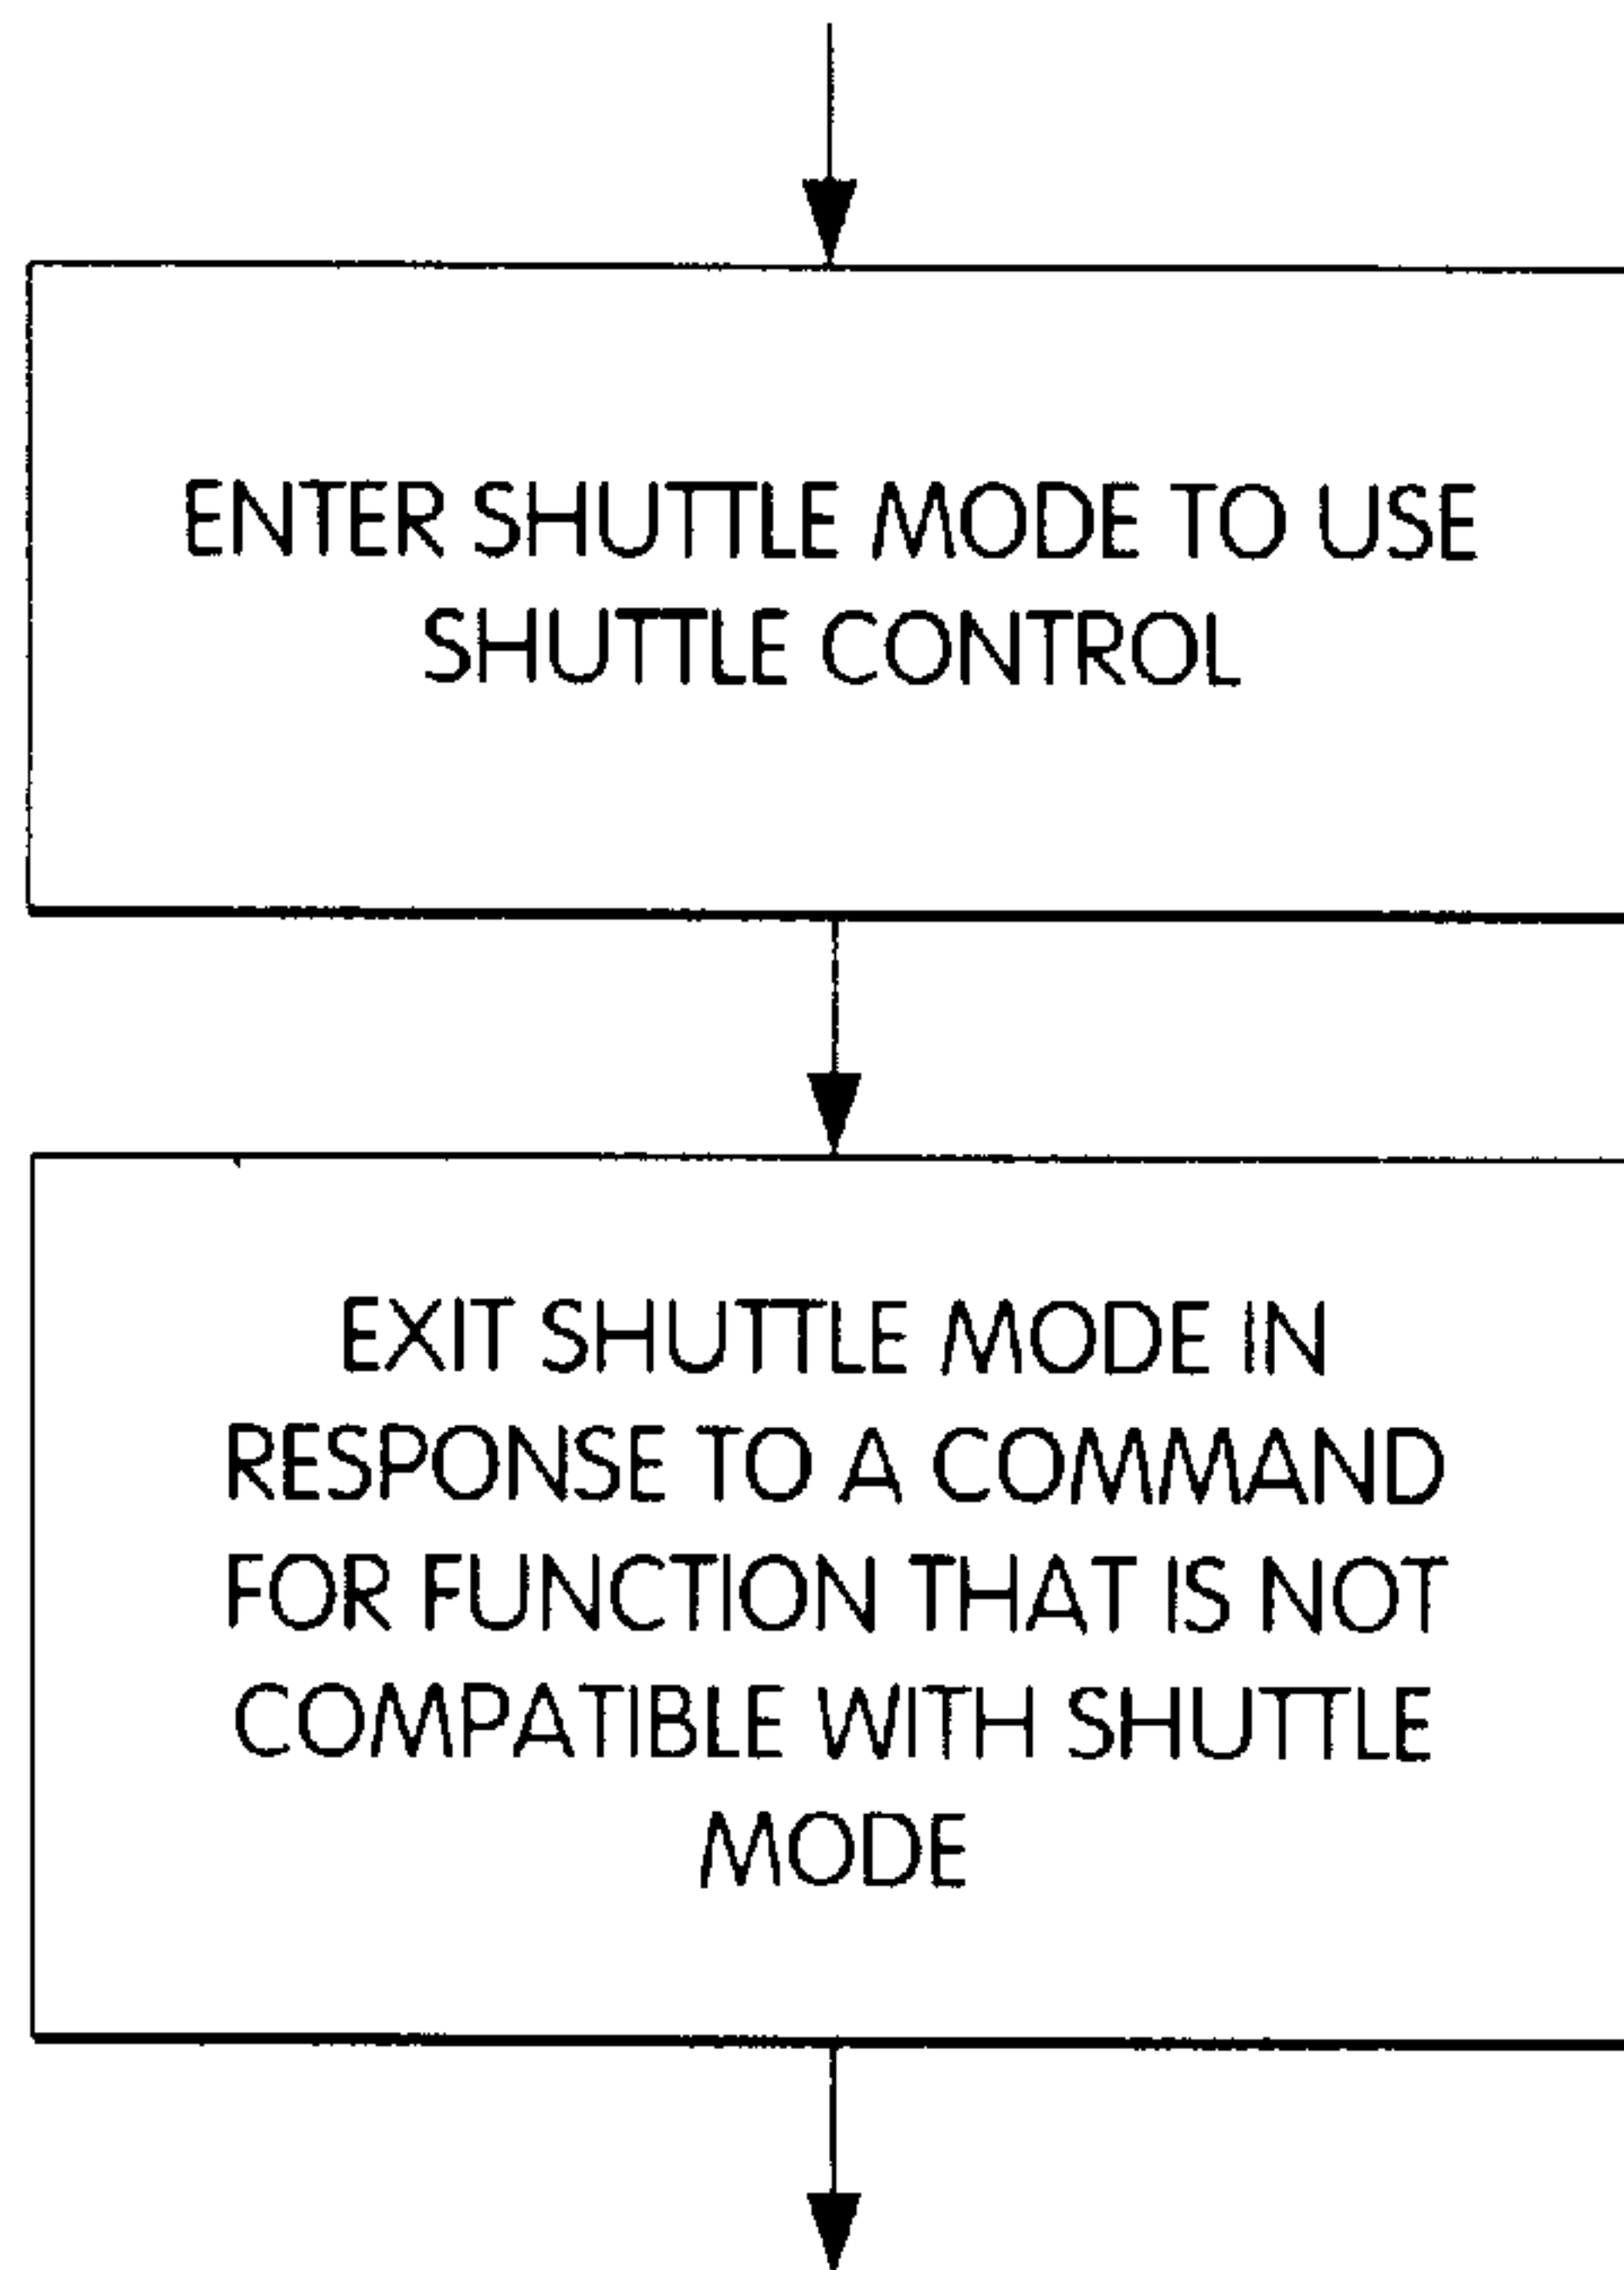 ENTER SHUTTLE MODE TO USE
SHUTTLE CONTROL
EXIT SHUTTLE MODE IN
RESPONSE TO A COMMAND
FOR FUNCTION THAT IS NOT
COMPATIBLE WITH SHUTTLE
MODE